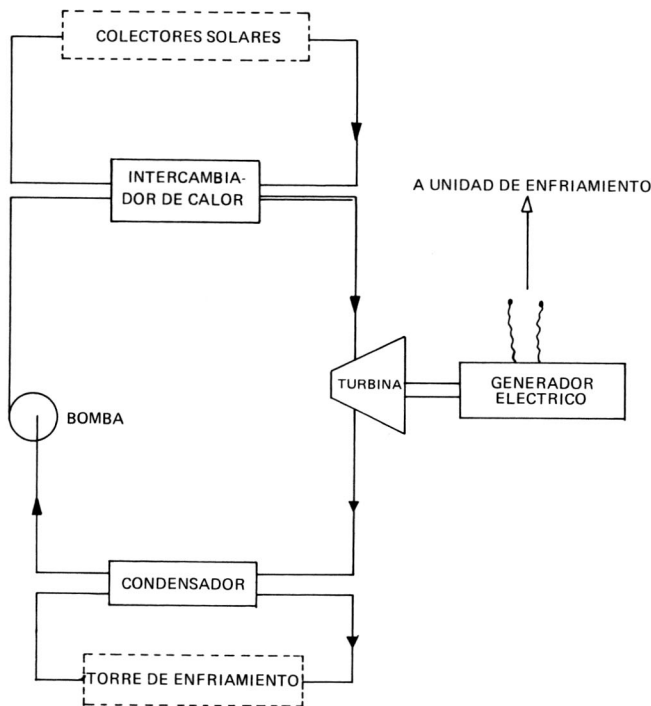 COLECTORES SOLARES
INTERCAMBIA-
DOR DE CALOR
A UNIDAD DE ENFRIAMIENTO
TURBINA
GENERADOR
ELECTRICO
BOMBA
CONDENSADOR
TORRE DE ENFRIAMIENTO